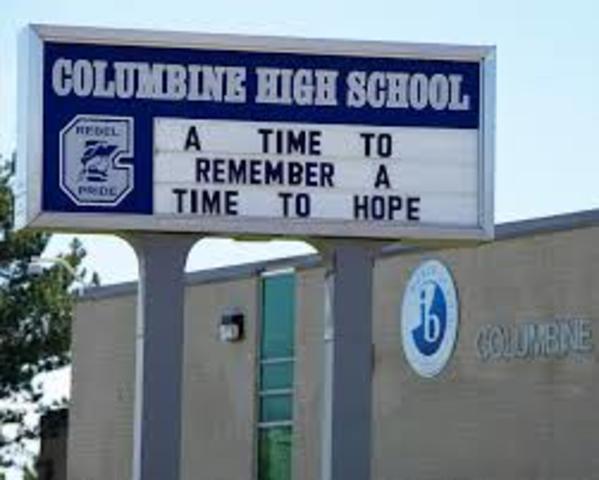 COLUMBINE HIGH SCHOOL
REBEL
C
PRIDE
A TIME TO
REMEMBER A
TIME TO HOPE
ib
COLUMBINE